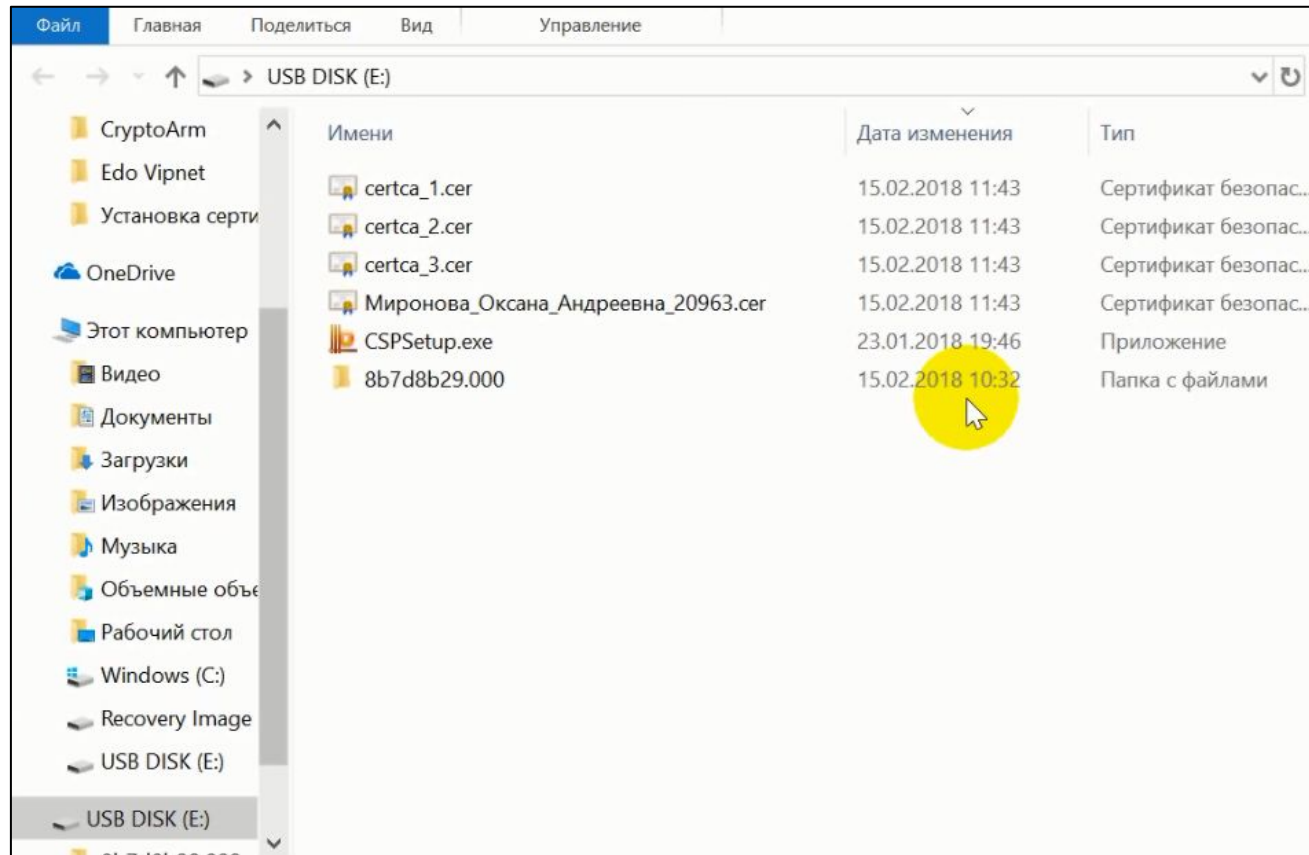 Файл Главная Поделиться Вид Управление
USB DISK (E:)
CryptoArm
Edo Vipnet
Установка серти
OneDrive
Этот компьютер
Видео
Документы
Загрузки
Изображения
Музыка
Объемные объе
Рабочий стол
Windows (C:)
Recovery Image
USB DISK (E:)
USB DISK (E:)
Имени Дата изменения Тип
certca_1.cer 15.02.2018 11:43 Сертификат безопас...
certca_2.cer 15.02.2018 11:43 Сертификат безопас...
certca_3.cer 15.02.2018 11:43 Сертификат безопас...
Миронова_Оксана_Андреевна_20963.cer 15.02.2018 11:43 Сертификат безопас...
CSPSetup.exe 23.01.2018 19:46 Приложение
8b7d8b29.000 15.02.2018 10:32 Папка с файлами